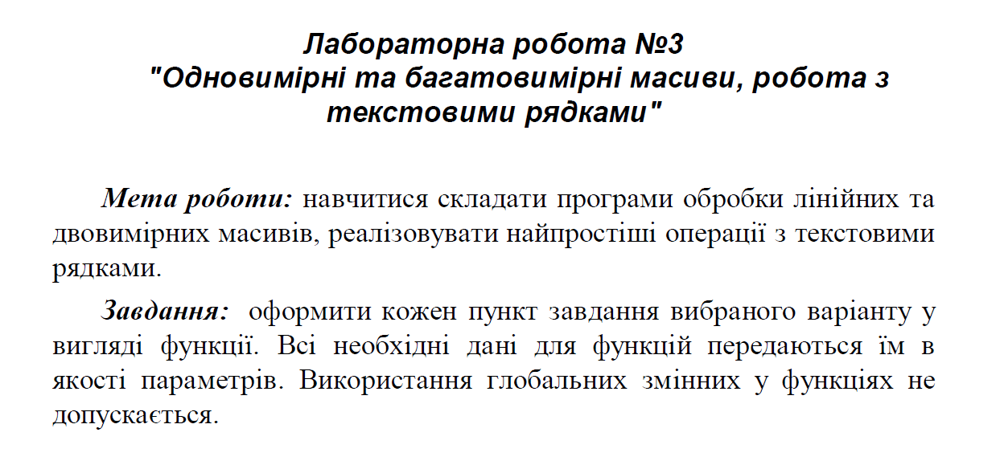 Лабораторна робота №3
"Одновимірні та багатовимірні масиви, робота з
текстовими рядками"
Мета роботи: навчитися складати програми обробки лінійних та
двовимірних масивів, реалізовувати найпростіші операції з текстовими
рядками.
Завдання: оформити кожен пункт завдання вибраного варіанту у
вигляді функції. Всі необхідні дані для функцій передаються їм в
якості параметрів. Використання глобальних змінних у функціях не
допускається.